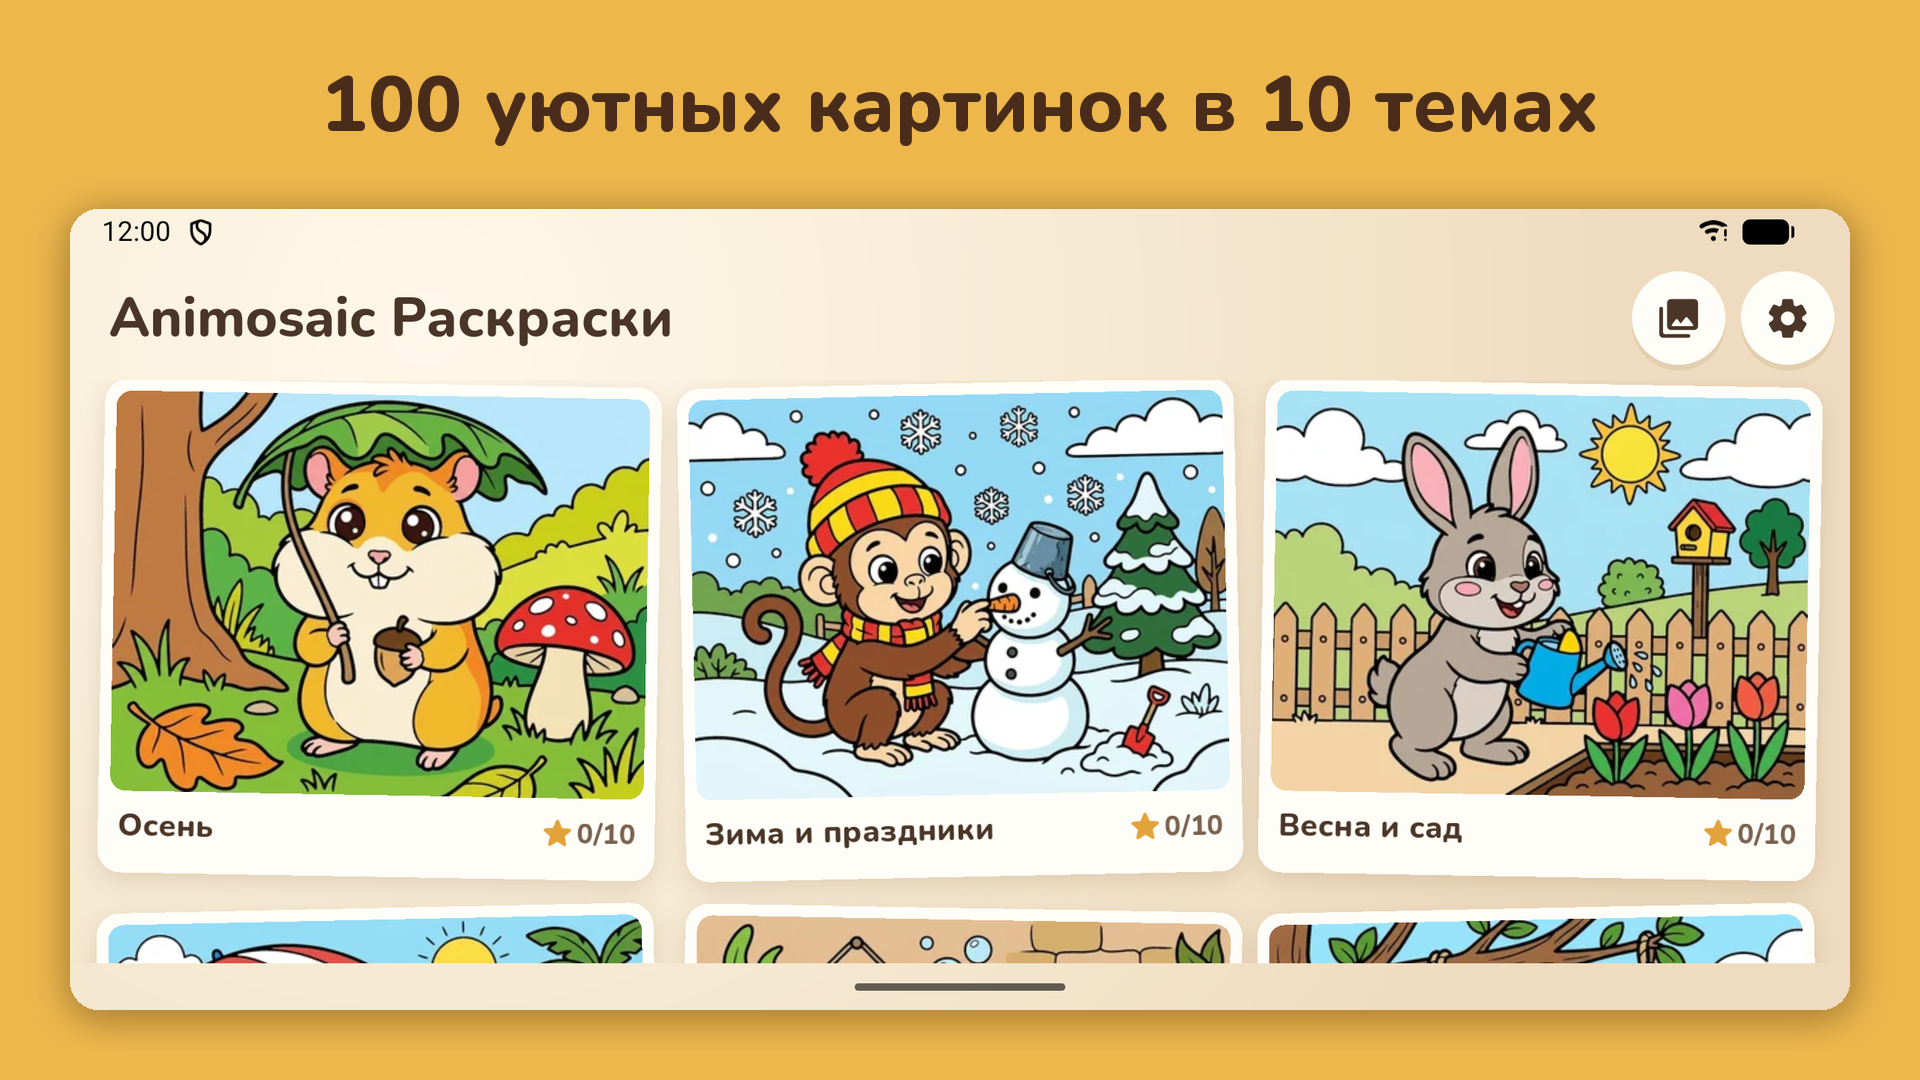 100 уютных картинок в 10 темах
12:00
Animosaic Раскраски
Осень
0/10
Зима и праздники
0/10
Весна и сад
0/10